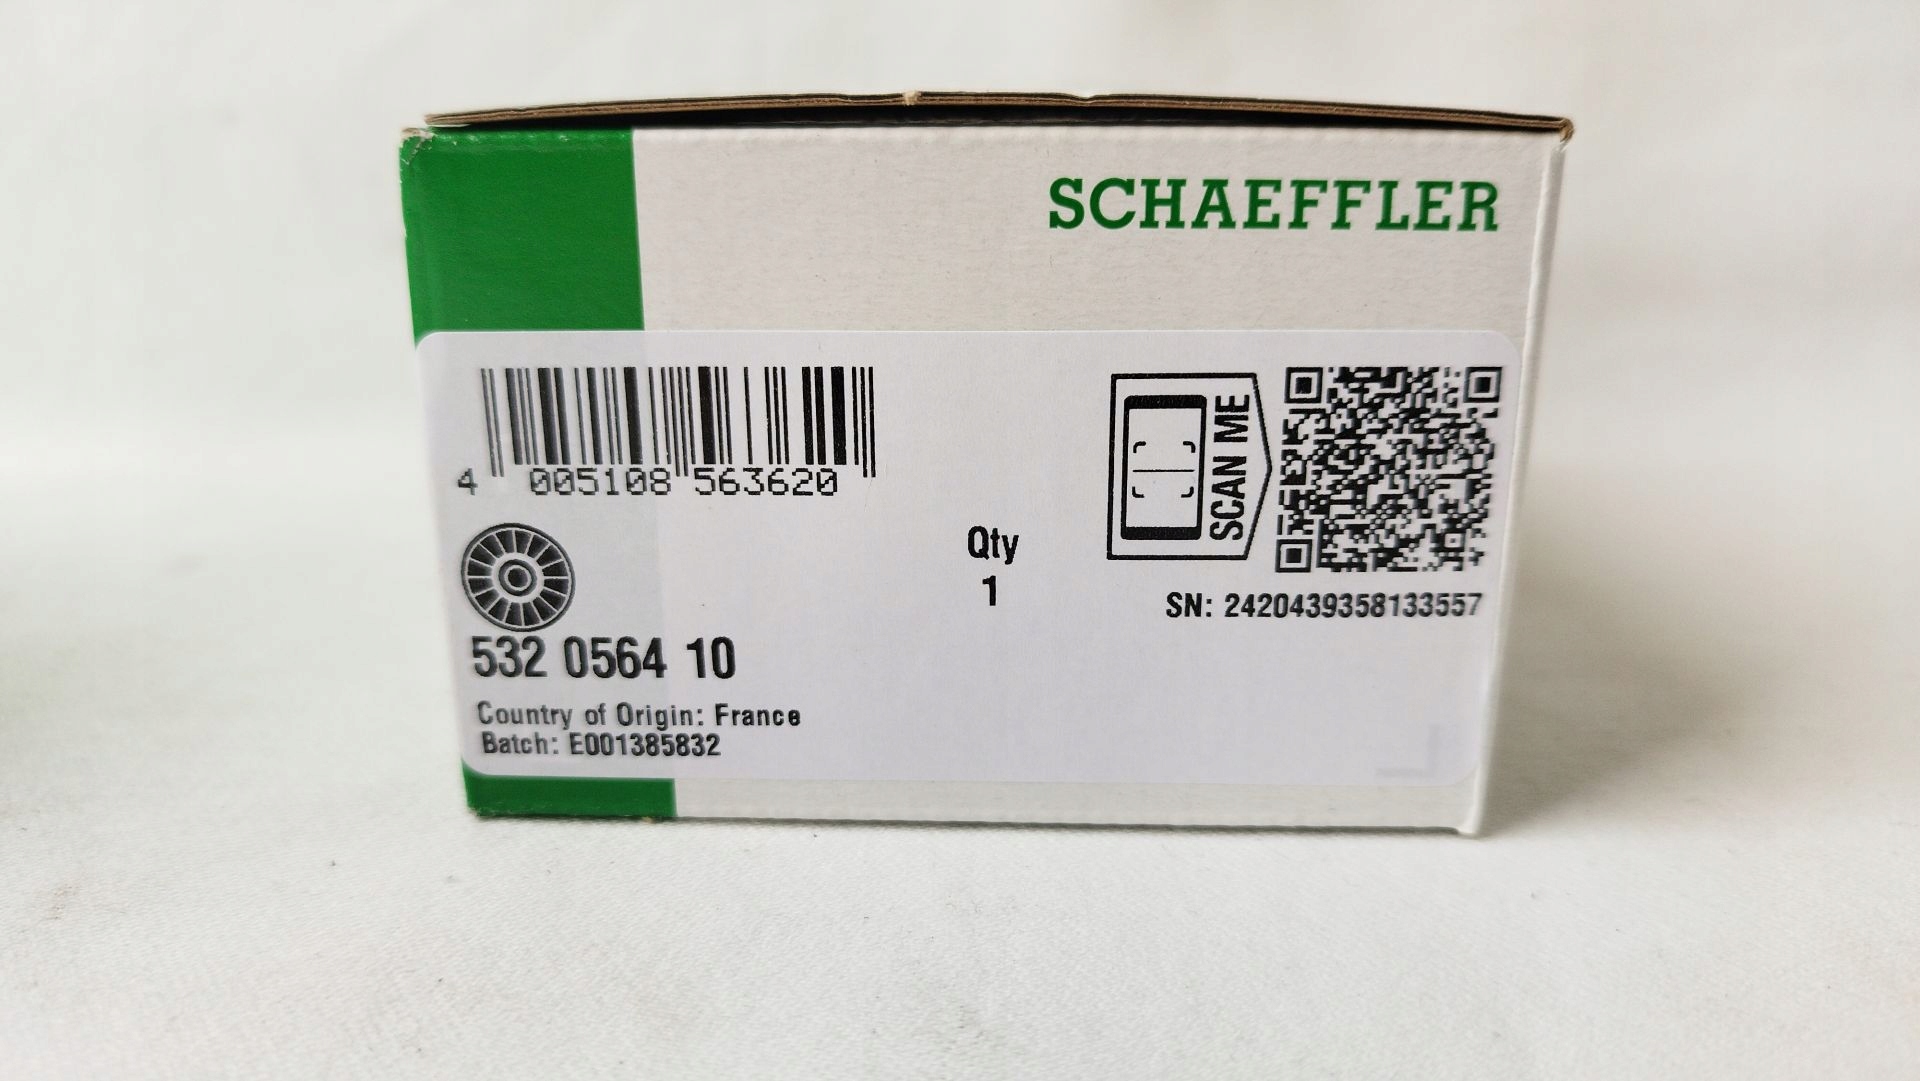 SCHAEFFLER
4 005108 563620
SCAN ME
Qty
1
SN: 2420439358133557
532 0564 10
Country of Origin: France
Batch: E001385832